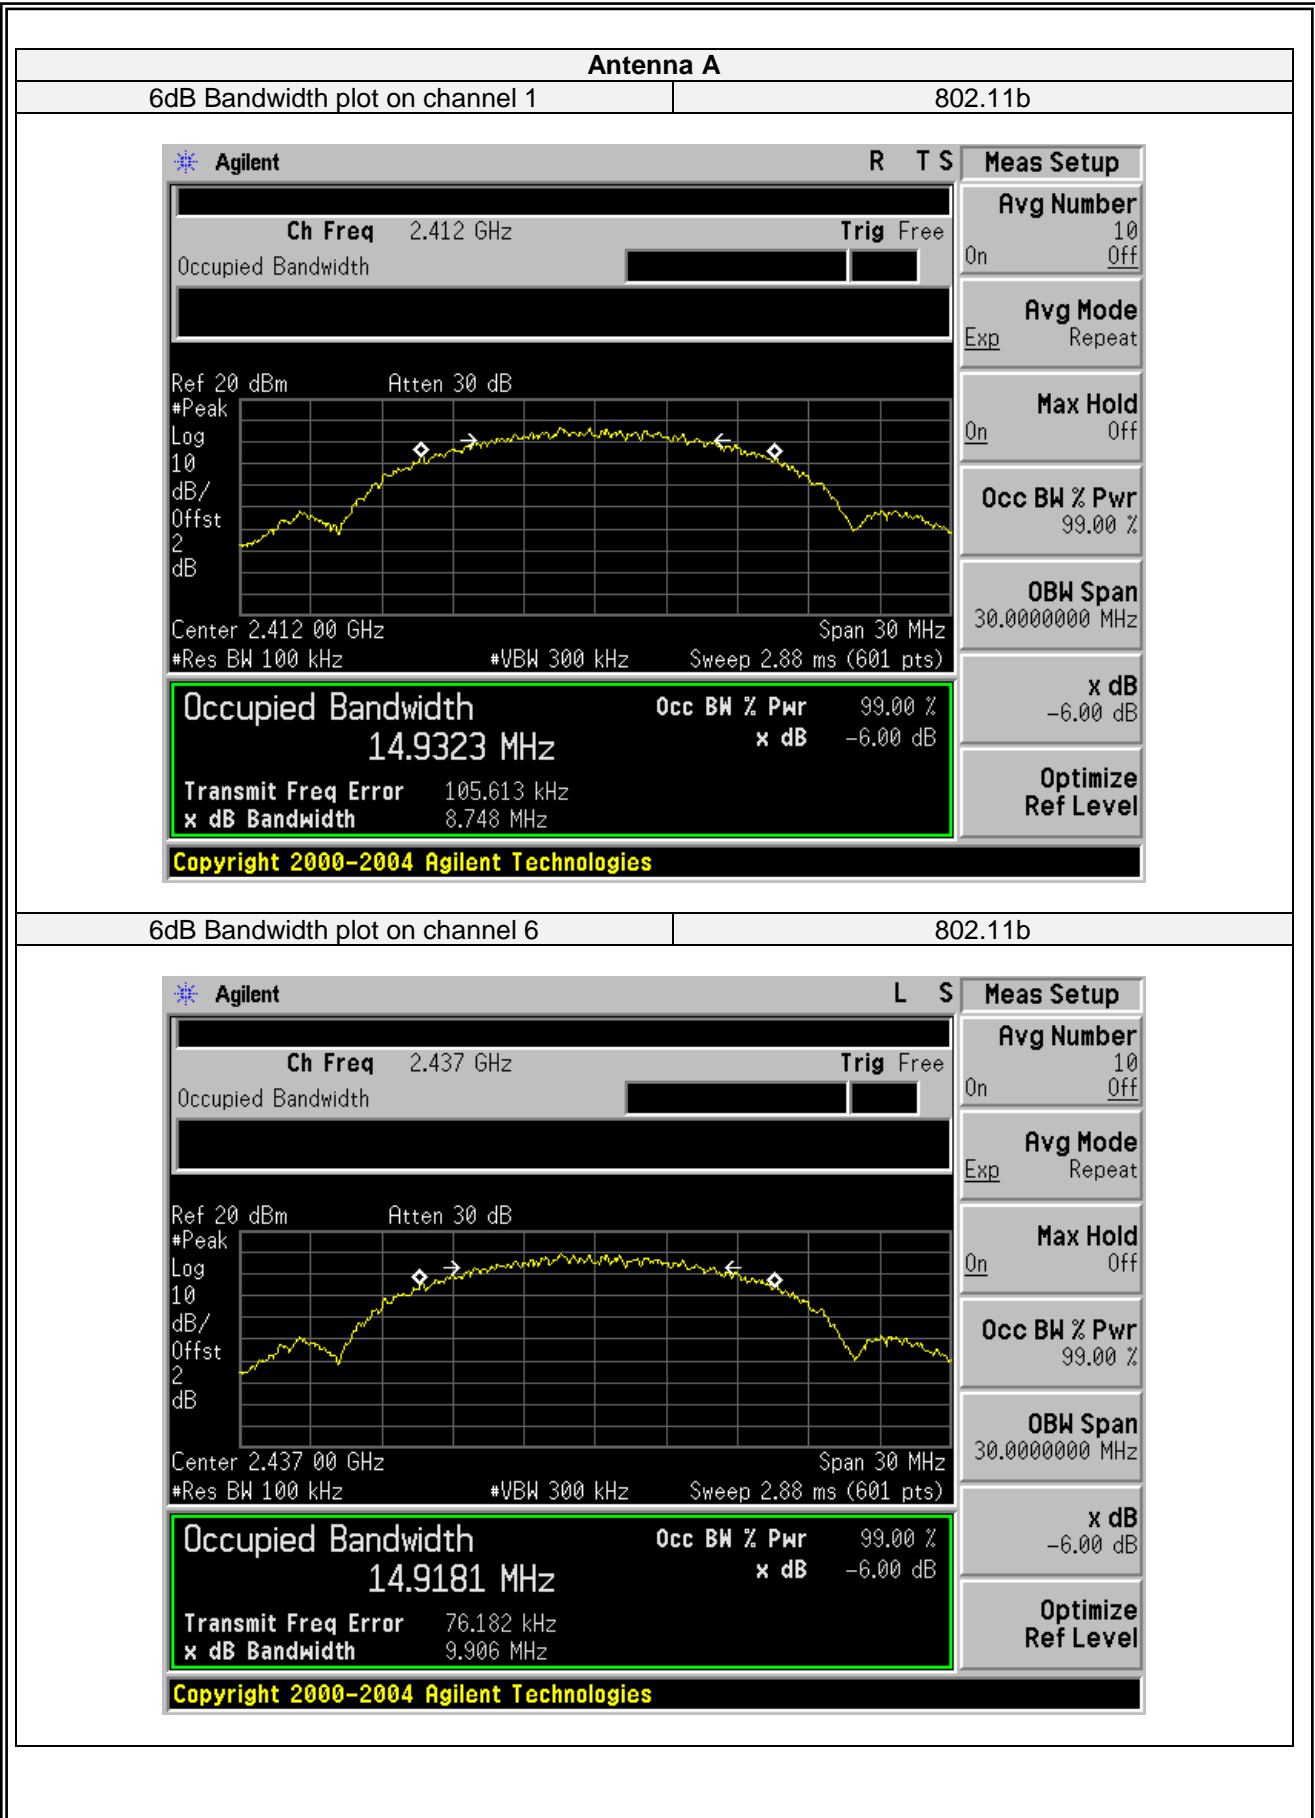 Antenna A
6dB Bandwidth plot on channel 1 802.11b
Agilent R T S Meas Setup
Ch Freq 2.412 GHz Trig Free
Occupied Bandwidth
Avg Number
10
On Off
Avg Mode
Exp Repeat
Max Hold
On Off
Occ BW % Pwr
99.00 %
OBW Span
30.0000000 MHz
x dB
-6.00 dB
Optimize
Ref Level
Ref 20 dBm Atten 30 dB
#Peak
Log
10
dB/
Offst
2
dB
Center 2.412 00 GHz Span 30 MHz
#Res BW 100 kHz #VBW 300 kHz Sweep 2.88 ms (601 pts)
Occupied Bandwidth Occ BW % Pwr 99.00 %
14.9323 MHz x dB -6.00 dB
Transmit Freq Error 105.613 kHz
x dB Bandwidth 8.748 MHz
Copyright 2000-2004 Agilent Technologies
6dB Bandwidth plot on channel 6 802.11b
Agilent L S Meas Setup
Ch Freq 2.437 GHz Trig Free
Occupied Bandwidth
Avg Number
10
On Off
Avg Mode
Exp Repeat
Max Hold
On Off
Occ BW % Pwr
99.00 %
OBW Span
30.0000000 MHz
x dB
-6.00 dB
Optimize
Ref Level
Ref 20 dBm Atten 30 dB
#Peak
Log
10
dB/
Offst
2
dB
Center 2.437 00 GHz Span 30 MHz
#Res BW 100 kHz #VBW 300 kHz Sweep 2.88 ms (601 pts)
Occupied Bandwidth Occ BW % Pwr 99.00 %
14.9181 MHz x dB -6.00 dB
Transmit Freq Error 76.182 kHz
x dB Bandwidth 9.906 MHz
Copyright 2000-2004 Agilent Technologies